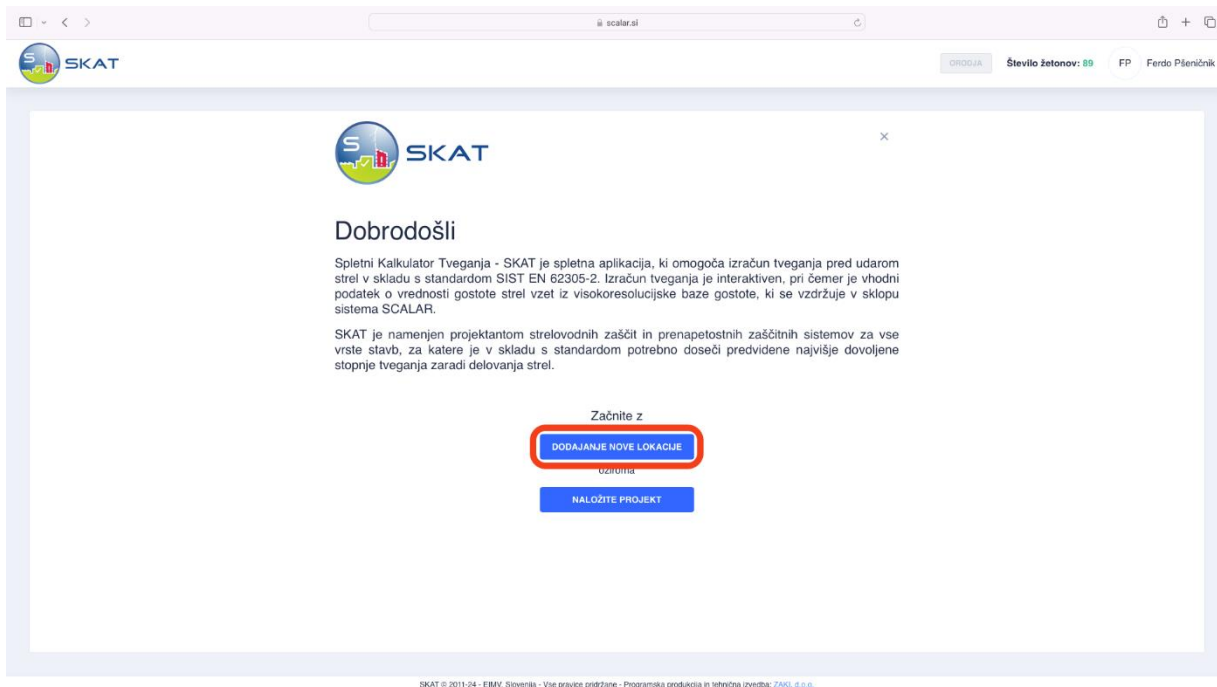 scalar.si
SKAT
ORODJA
Število žetonov: 89
FP
Ferdo Pšeničnik
SKAT
Dobrodošli
Spletni Kalkulator Tveganja - SKAT je spletna aplikacija, ki omogoča izračun tveganja pred udarom
strel v skladu s standardom SIST EN 62305-2. Izračun tveganja je interaktiven, pri čemer je vhodni
podatek o vrednosti gostote strel vzet iz visokoresolucijske baze gostote, ki se vzdržuje v sklopu
sistema SCALAR.
SKAT je namenjen projektantom strelovodnih zaščit in prenapetostnih zaščitnih sistemov za vse
vrste stavb, za katere je v skladu s standardom potrebno doseči predvidene najvišje dovoljene
stopnje tveganja zaradi delovanja strel.
Začnite z
DODAJANJE NOVE LOKACIJE
oziroma
NALOŽITE PROJEKT
SKAT © 2011-24 - EIMV, Slovenija - Vse pravice pridržane - Programska produkcija in tehnična izvedba: ZAKI, d.o.o.